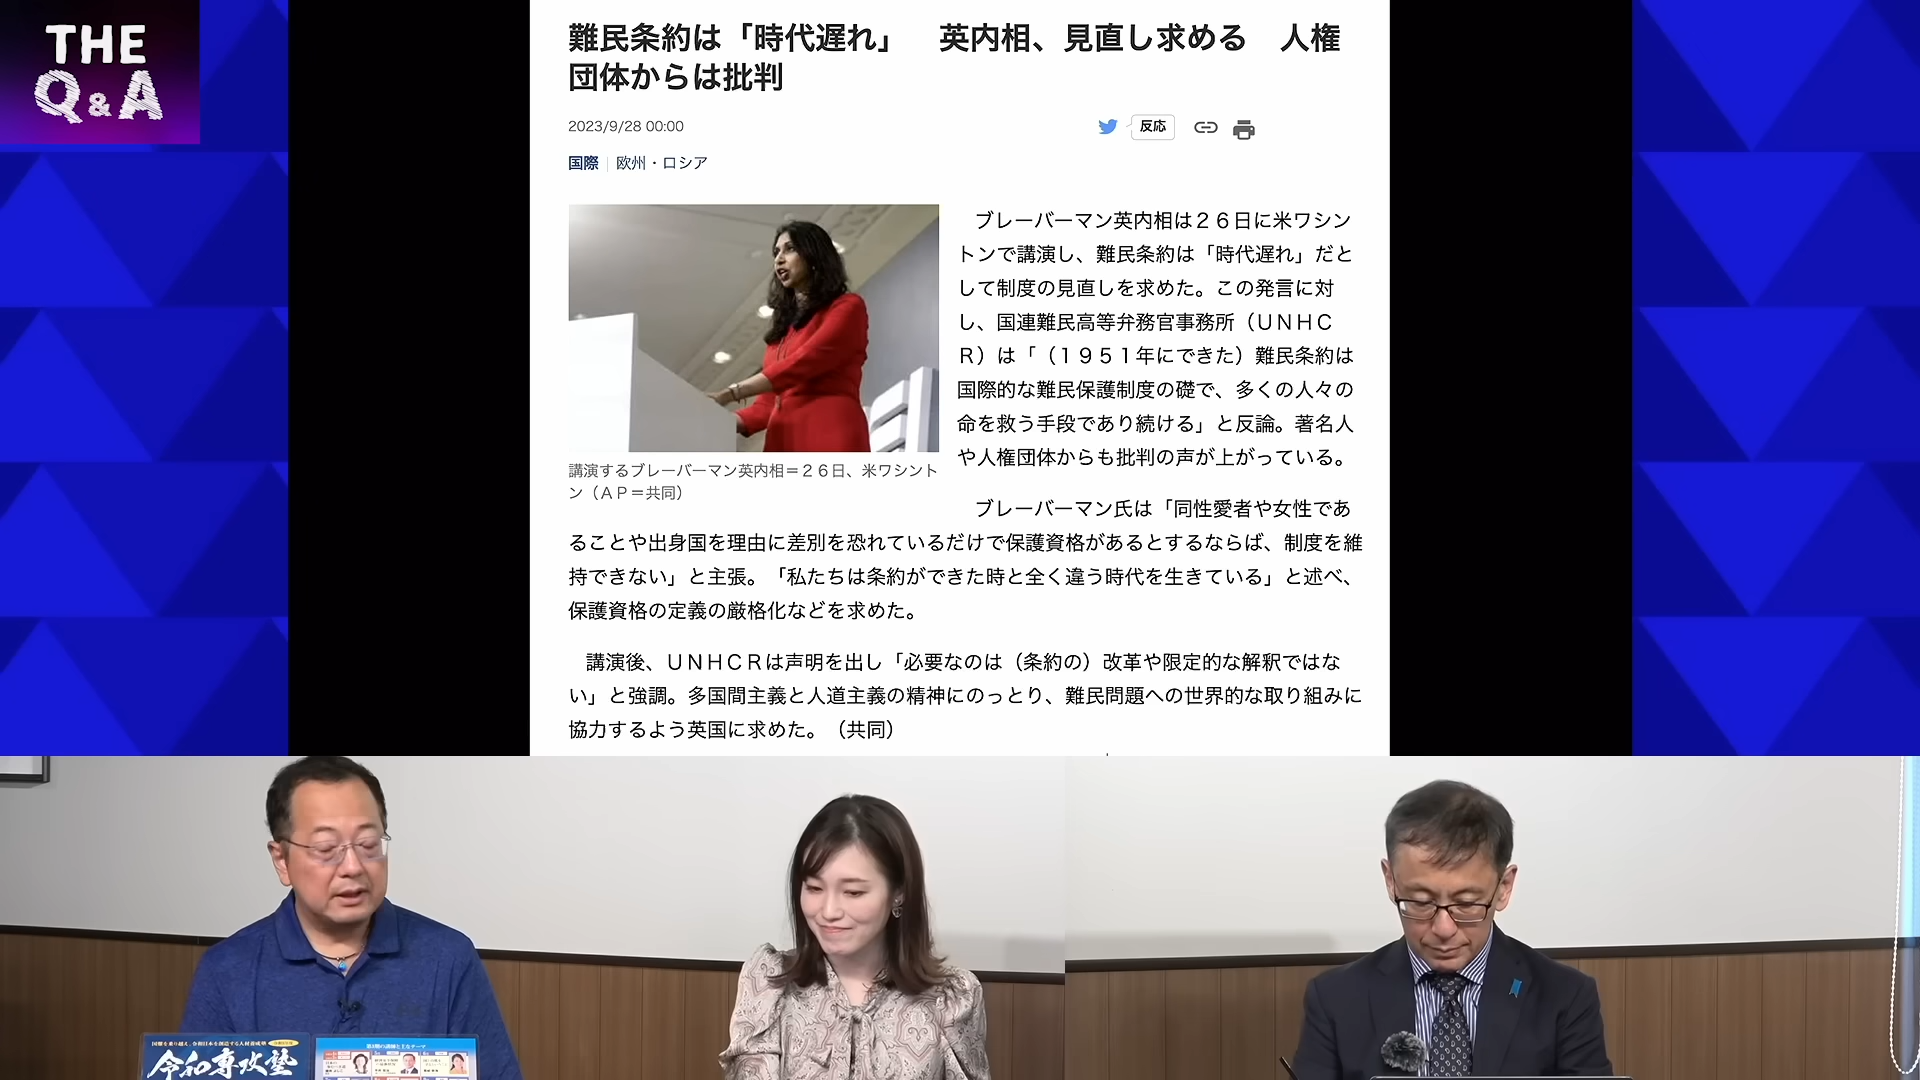 THE
Q&A
難民条約は「時代遅れ」　英内相、見直し求める　人権
団体からは批判
2023/9/28 00:00
反応
国際 | 欧州・ロシア
ブレーバーマン英内相は２６日に米ワシン
トンで講演し、難民条約は「時代遅れ」だと
して制度の見直しを求めた。この発言に対
し、国連難民高等弁務官事務所（ＵＮＨＣ
Ｒ）は「（１９５１年にできた）難民条約は
国際的な難民保護制度の礎で、多くの人々の
命を救う手段であり続ける」と反論。著名人
や人権団体からも批判の声が上がっている。
講演するブレーバーマン英内相＝２６日、米ワシント
ン（ＡＰ＝共同）
ブレーバーマン氏は「同性愛者や女性であ
ることや出身国を理由に差別を恐れているだけで保護資格があるとするならば、制度を維
持できない」と主張。「私たちは条約ができた時と全く違う時代を生きている」と述べ、
保護資格の定義の厳格化などを求めた。
講演後、ＵＮＨＣＲは声明を出し「必要なのは（条約の）改革や限定的な解釈ではな
い」と強調。多国間主義と人道主義の精神にのっとり、難民問題への世界的な取り組みに
協力するよう英国に求めた。（共同）
令和専攻塾